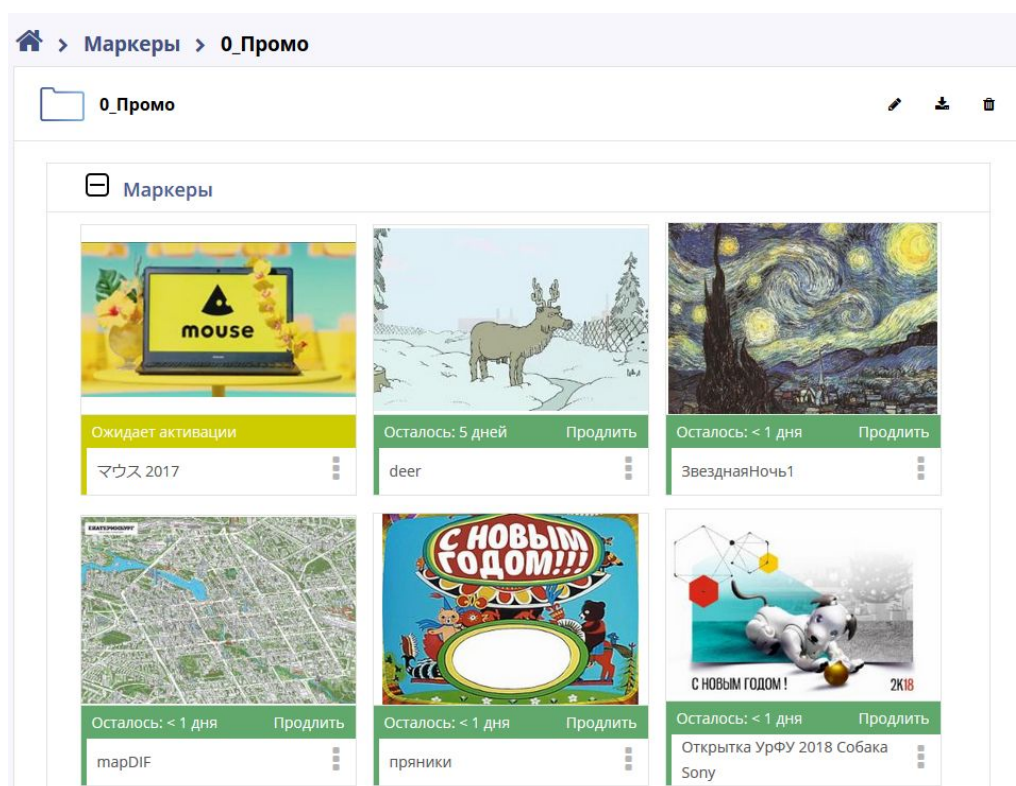 Маркеры > 0_Промо
0_Промо
Маркеры
mouse
Ожидает активации
マウス 2017
Осталось: 5 дней Продлить
deer
Осталось: < 1 дня Продлить
ЗвезднаяНочь1
ЕКАТЕРИНБУРГ
Осталось: < 1 дня Продлить
mapDIF
С НОВЫМ
ГОДОМ!!!
Осталось: < 1 дня Продлить
пряники
С НОВЫМ ГОДОМ ! 2K18
Осталось: < 1 дня Продлить
Открытка УрФУ 2018 Собака
Sony